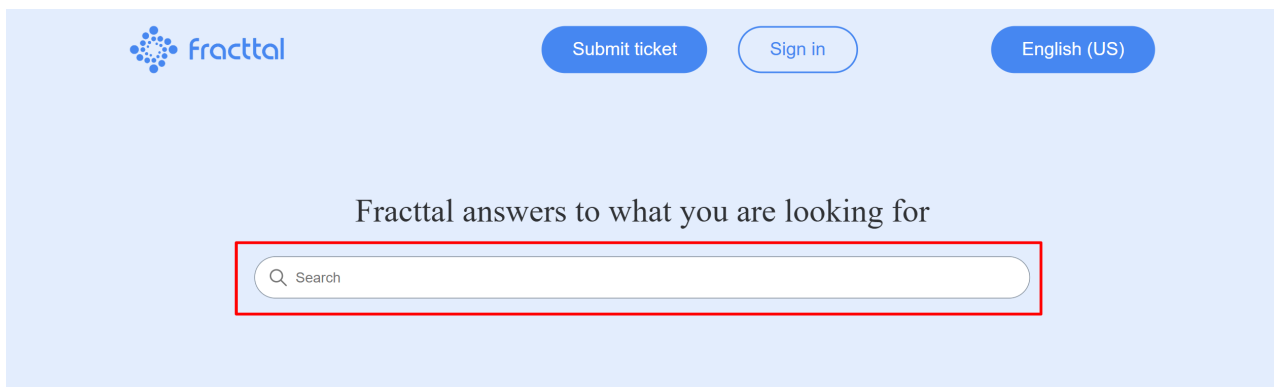 fracttal
Submit ticket
Sign in
English (US)
Fracttal answers to what you are looking for
Search